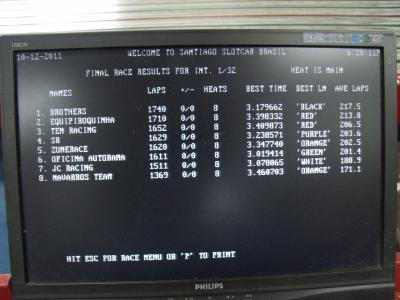 170CW
10-12-2011 WELCOME TO SANTIAGO SLOTCAR BRASIL
FINAL RACE RESULTS FOR INT. 1/32 HEAT IS MAIN
NAMES LAPS +/- HEATS BEST TIME BEST LN AVE LAPS
1. BROTHERS 1740 0/0 8 3.179662 'BLACK' 217.5
2. EQUIPIROQUINHA 1710 0/0 8 3.398332 'RED' 213.8
3. TEN RACING 1652 0/0 8 3.409873 'RED' 206.5
4. SR 1629 0/0 8 3.238571 'PURPLE' 203.6
5. ZUMERACE 1620 0/0 8 3.347740 'ORANGE' 202.5
6. OFICINA AUTORAMA 1611 0/0 8 3.019414 'GREEN' 201.4
7. JC RACING 1511 0/0 8 3.078065 'WHITE' 188.9
8. NAVARROS TEAM 1369 0/0 8 3.460703 'ORANGE' 171.1
HIT ESC FOR RACE MENU OR 'P' TO PRINT
PHILIPS